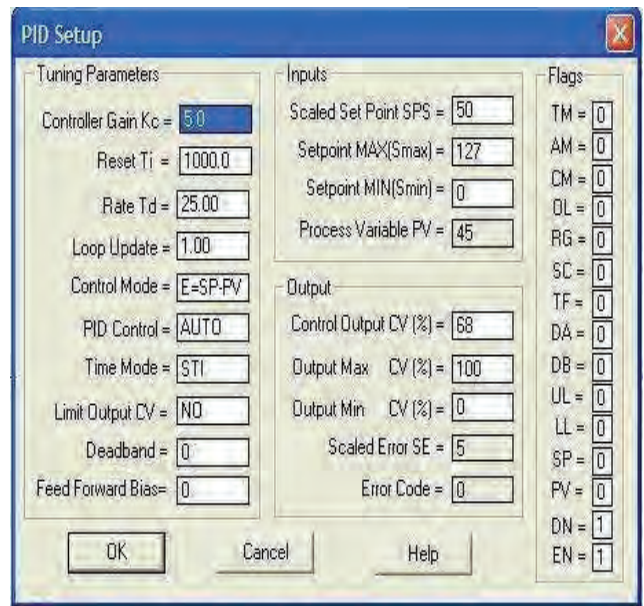 PID Setup
Tuning Parameters
Controller Gain Kc = 5.0
Reset Ti = 1000.0
Rate Td = 25.00
Loop Update = 1.00
Control Mode = E=SP-PV
PID Control = AUTO
Time Mode = STI
Limit Output CV = NO
Deadband = 0
Feed Forward Bias= 0
Inputs
Scaled Set Point SPS = 50
Setpoint MAX(Smax) = 127
Setpoint MIN(Smin) = 0
Process Variable PV = 45
Output
Control Output CV (%) = 68
Output Max CV (%) = 100
Output Min CV (%) = 0
Scaled Error SE = 5
Error Code = 0
Flags
TM = 0
AM = 0
CM = 0
OL = 0
RG = 0
SC = 0
TF = 0
DA = 0
DB = 0
UL = 0
LL = 0
SP = 0
PV = 0
DN = 1
EN = 1
OK
Cancel
Help